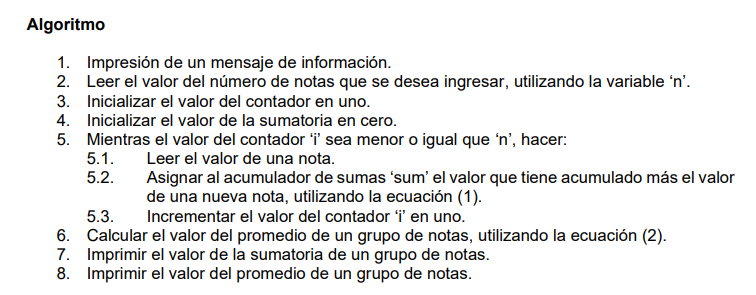 Algoritmo
1. Impresión de un mensaje de información.
2. Leer el valor del número de notas que se desea ingresar, utilizando la variable ‘n’.
3. Inicializar el valor del contador en uno.
4. Inicializar el valor de la sumatoria en cero.
5. Mientras el valor del contador ‘i’ sea menor o igual que ‘n’, hacer:
5.1. Leer el valor de una nota.
5.2. Asignar al acumulador de sumas ‘sum’ el valor que tiene acumulado más el valor
de una nueva nota, utilizando la ecuación (1).
5.3. Incrementar el valor del contador ‘i’ en uno.
6. Calcular el valor del promedio de un grupo de notas, utilizando la ecuación (2).
7. Imprimir el valor de la sumatoria de un grupo de notas.
8. Imprimir el valor del promedio de un grupo de notas.